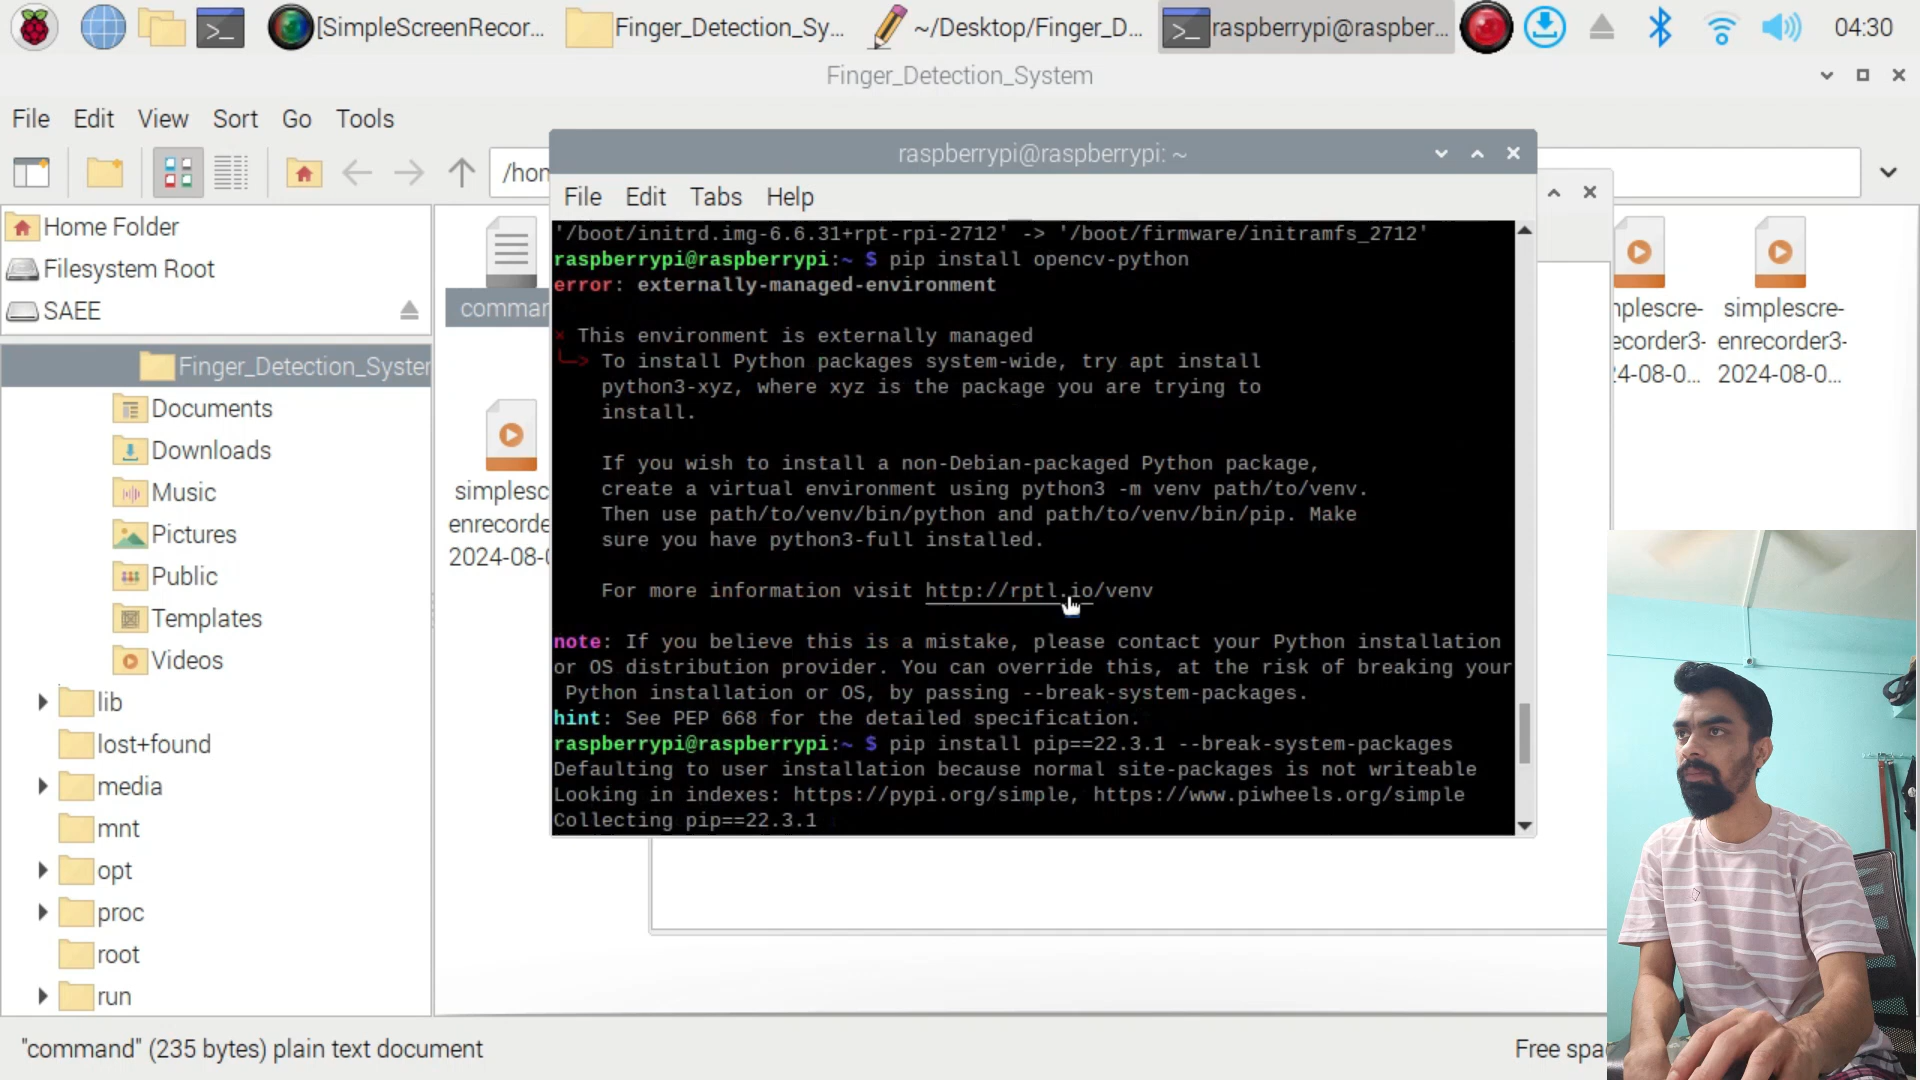 [SimpleScreenRecor...
Finger_Detection_Sy...
~/Desktop/Finger_D...
raspberrypi@raspber...
04:30
Finger_Detection_System
File Edit View Sort Go Tools
/hom
Home Folder
Filesystem Root
SAEE
Finger_Detection_System
Documents
Downloads
Music
Pictures
Public
Templates
Videos
lib
lost+found
media
mnt
opt
proc
root
run
comman
simplesc
enrecorde
2024-08-0
raspberrypi@raspberrypi: ~
File Edit Tabs Help
'/boot/initrd.img-6.6.31+rpt-rpi-2712' -> '/boot/firmware/initramfs_2712'
raspberrypi@raspberrypi:~ $ pip install opencv-python
error: externally-managed-environment
× This environment is externally managed
╰─> To install Python packages system-wide, try apt install
python3-xyz, where xyz is the package you are trying to
install.
If you wish to install a non-Debian-packaged Python package,
create a virtual environment using python3 -m venv path/to/venv.
Then use path/to/venv/bin/python and path/to/venv/bin/pip. Make
sure you have python3-full installed.
For more information visit http://rptl.io/venv
note: If you believe this is a mistake, please contact your Python installation
or OS distribution provider. You can override this, at the risk of breaking your
Python installation or OS, by passing --break-system-packages.
hint: See PEP 668 for the detailed specification.
raspberrypi@raspberrypi:~ $ pip install pip==22.3.1 --break-system-packages
Defaulting to user installation because normal site-packages is not writeable
Looking in indexes: https://pypi.org/simple, https://www.piwheels.org/simple
Collecting pip==22.3.1
nplescre-
ecorder3-
24-08-0...
simplescre-
enrecorder3-
2024-08-0...
"command" (235 bytes) plain text document
Free spa